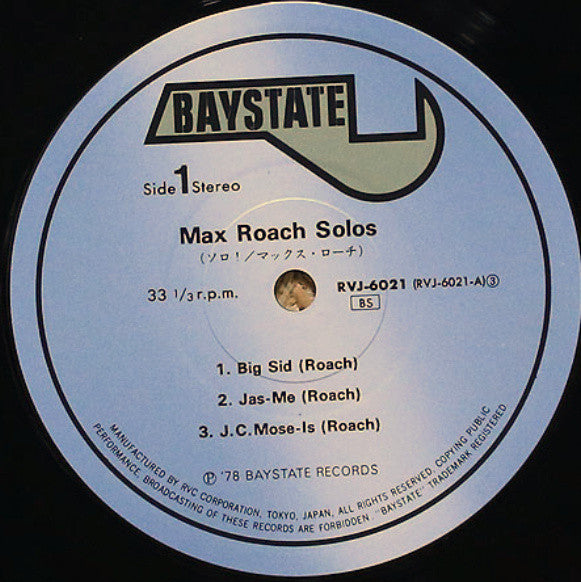 BAYSTATE
Side 1 Stereo
Max Roach Solos
(ソロ!/マックス・ローチ)
33 1/3 r.p.m.
RVJ-6021 (RVJ-6021-A)③
BS
1. Big Sid (Roach)
2. Jas-Me (Roach)
3. J.C.Mose-Is (Roach)
Ⓟ '78 BAYSTATE RECORDS
MANUFACTURED BY RVC CORPORATION, TOKYO, JAPAN, ALL RIGHTS RESERVED, COPYING PUBLIC
PERFORMANCE, BROADCASTING OF THESE RECORDS ARE FORBIDDEN. "BAYSTATE" TRADEMARK REGISTERED